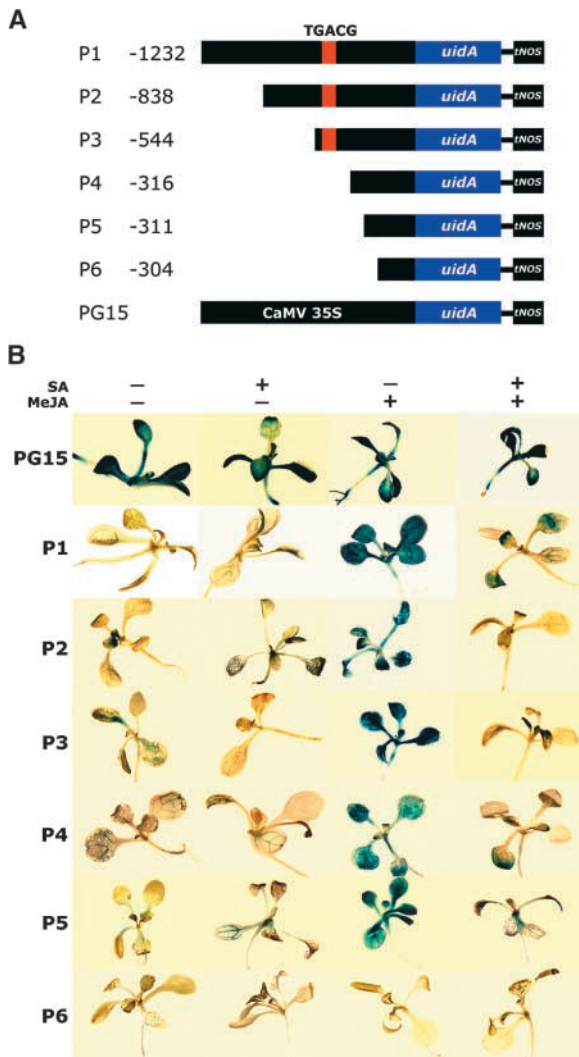 A
TGACG
P1 -1232 uidA tNOS
P2 -838 uidA tNOS
P3 -544 uidA tNOS
P4 -316 uidA tNOS
P5 -311 uidA tNOS
P6 -304 uidA tNOS
PG15 CaMV 35S uidA tNOS
B
SA – + – +
MeJA – – + +
PG15
P1
P2
P3
P4
P5
P6